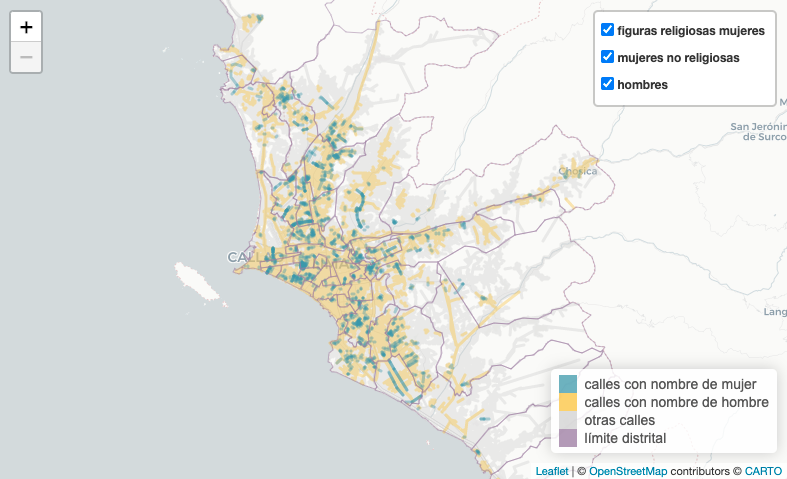 +
−
figuras religiosas mujeres
mujeres no religiosas
hombres
San Jerónimo
de Surco
Chosica
Lang
calles con nombre de mujer
calles con nombre de hombre
otras calles
límite distrital
Leaflet | © OpenStreetMap contributors © CARTO